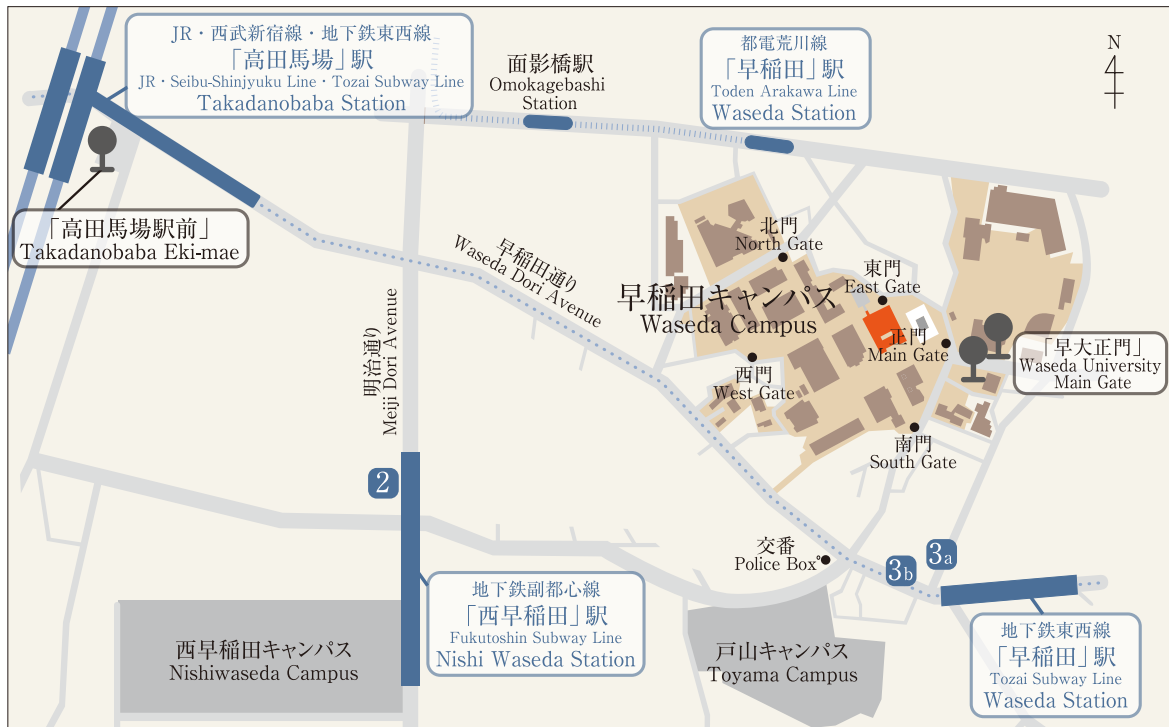 JR・西武新宿線・地下鉄東西線
「高田馬場」駅
JR・Seibu-Shinjyuku Line・Tozai Subway Line
Takadanobaba Station
面影橋駅
Omokagebashi
Station
都電荒川線
「早稲田」駅
Toden Arakawa Line
Waseda Station
N
「高田馬場駅前」
Takadanobaba Eki-mae
早稲田通り
Waseda Dori Avenue
明治通り
Meiji Dori Avenue
北門
North Gate
東門
East Gate
早稲田キャンパス
Waseda Campus
正門
Main Gate
「早大正門」
Waseda University
Main Gate
西門
West Gate
南門
South Gate
2
交番
Police Box
3b
3a
地下鉄副都心線
「西早稲田」駅
Fukutoshin Subway Line
Nishi Waseda Station
西早稲田キャンパス
Nishiwaseda Campus
戸山キャンパス
Toyama Campus
地下鉄東西線
「早稲田」駅
Tozai Subway Line
Waseda Station